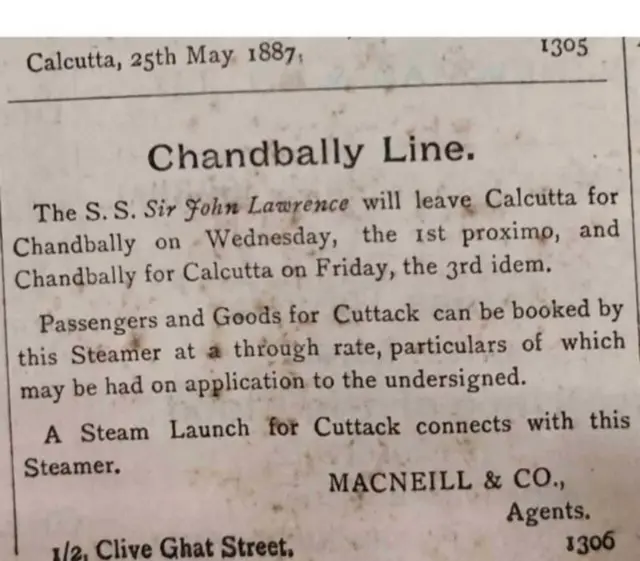 Calcutta, 25th May 1887. 1305
Chandbally Line.
The S. S. Sir John Lawrence will leave Calcutta for
Chandbally on Wednesday, the 1st proximo, and
Chandbally for Calcutta on Friday, the 3rd idem.
Passengers and Goods for Cuttack can be booked by
this Steamer at a through rate, particulars of which
may be had on application to the undersigned.
A Steam Launch for Cuttack connects with this
Steamer.
MACNEILL & CO.,
Agents.
1/2, Clive Ghat Street. 1306